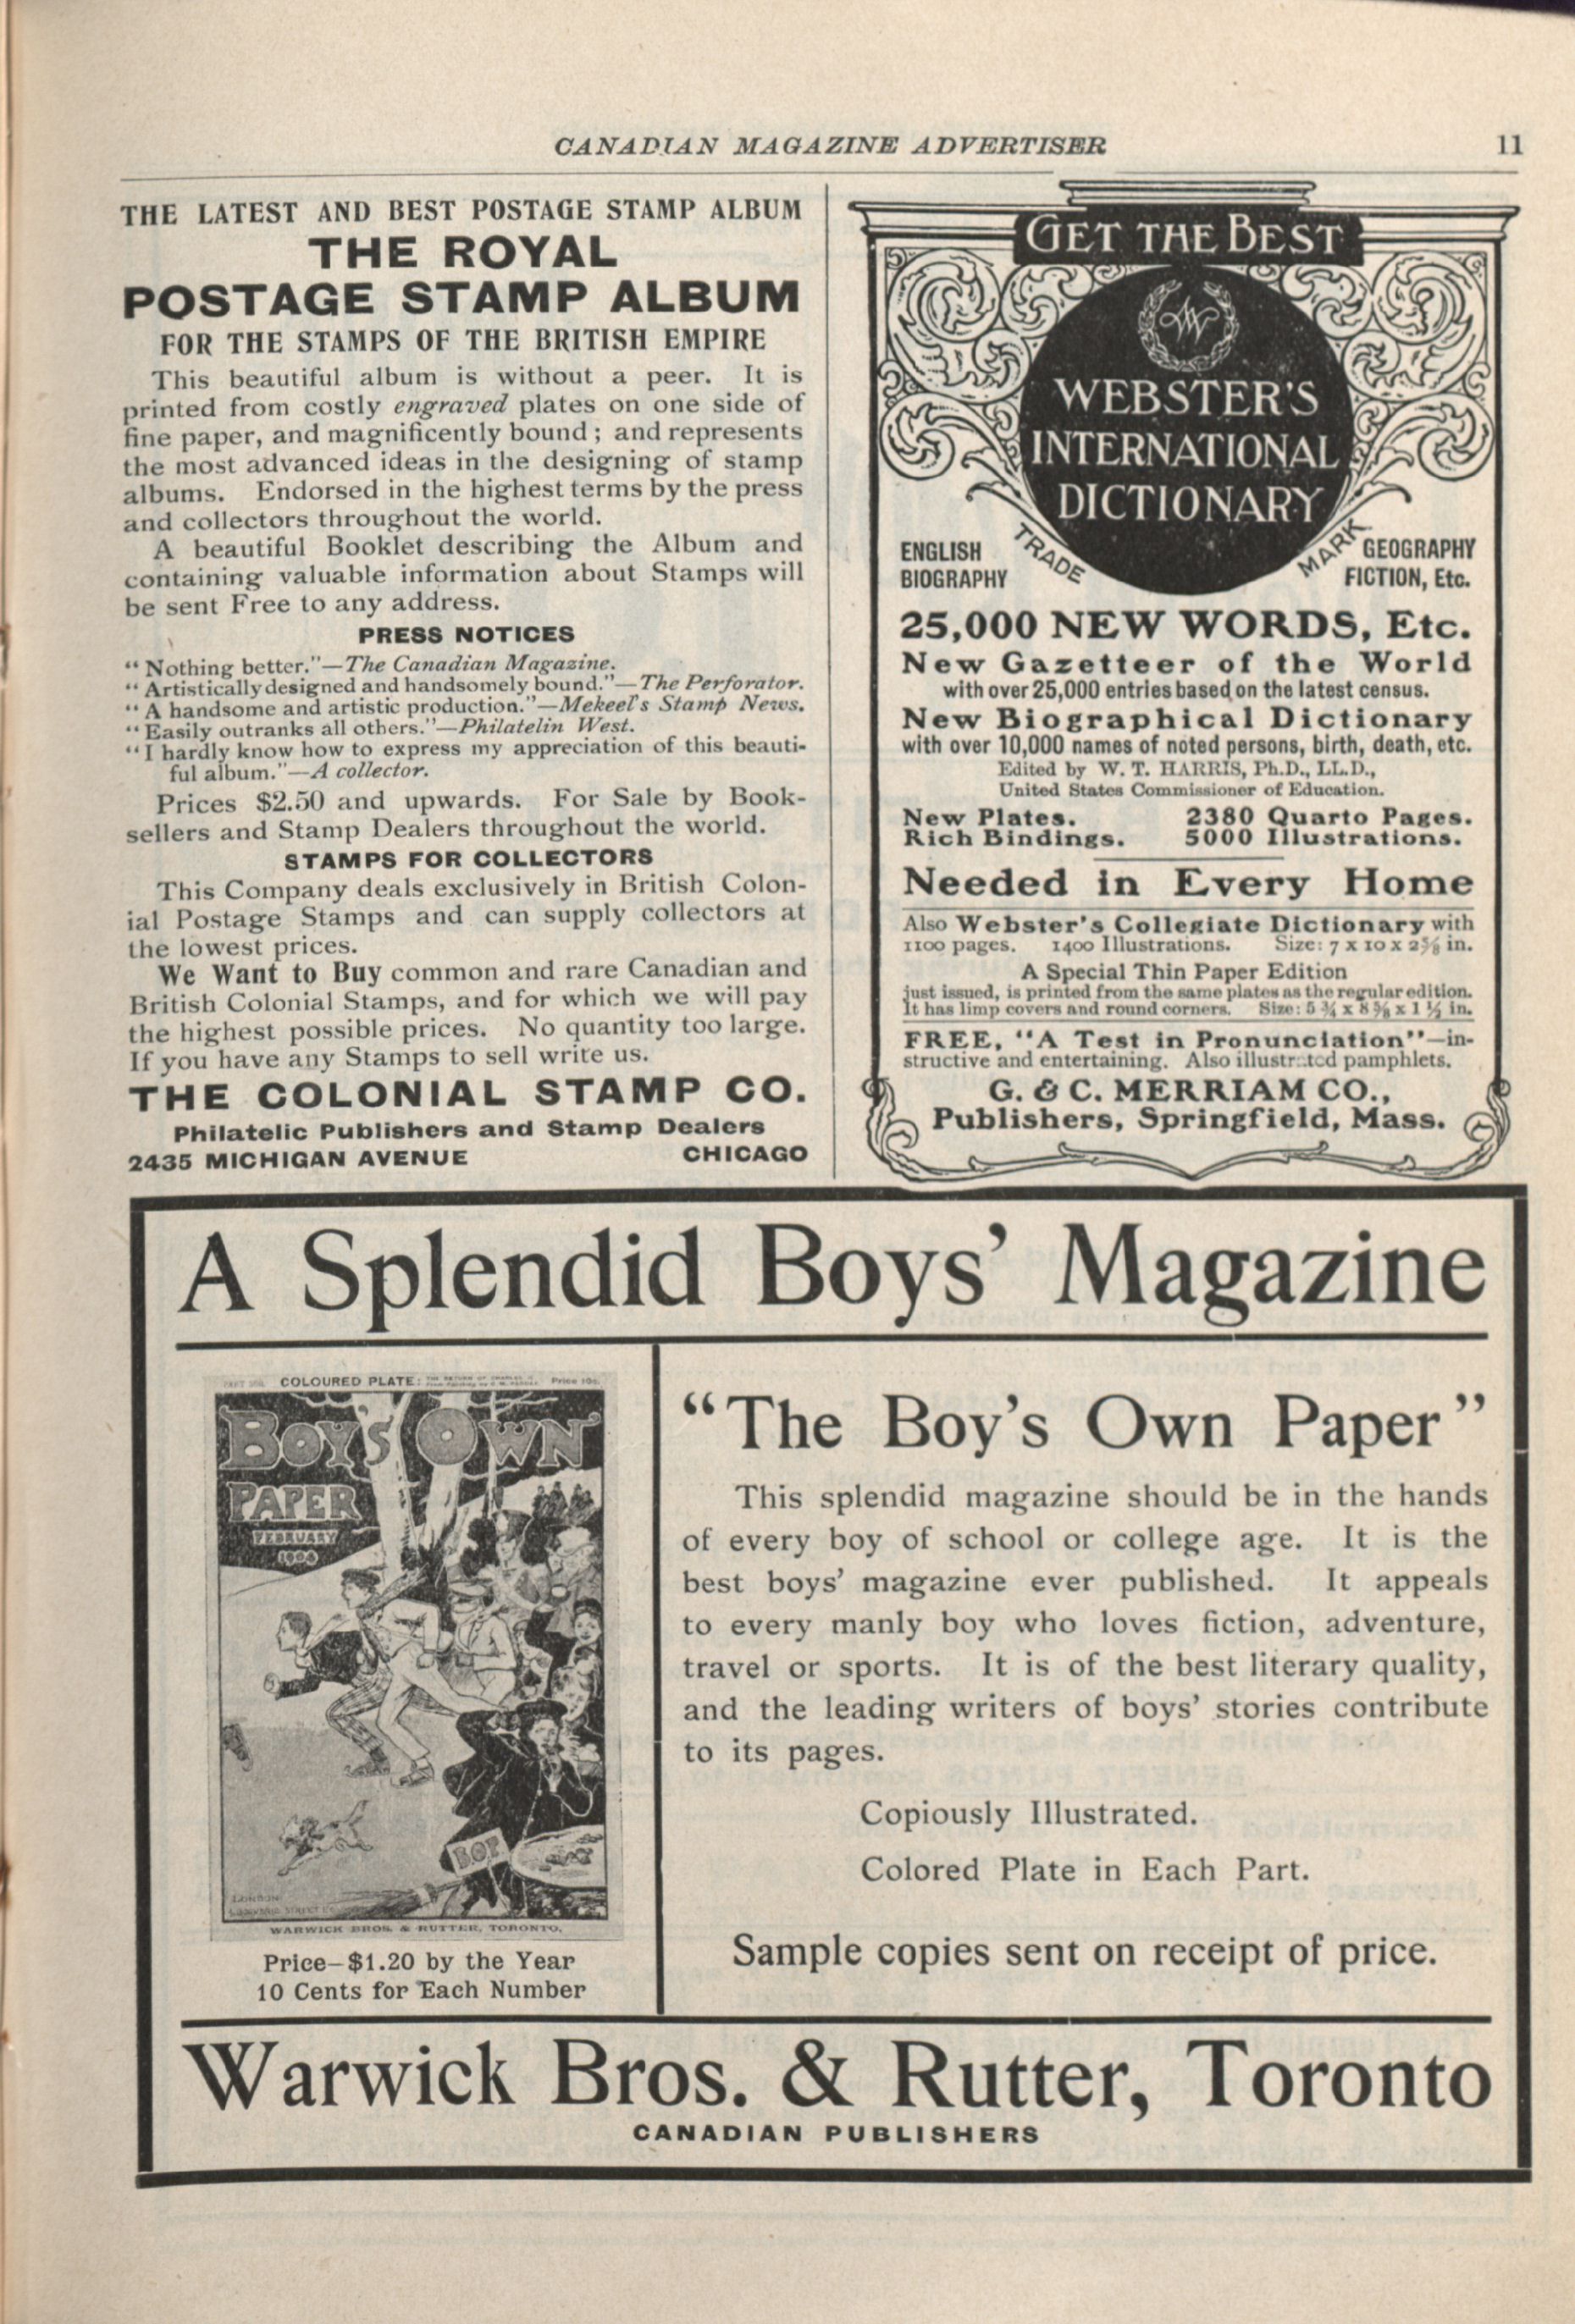 CANADIAN MAGAZINE ADVERTISER
11
THE LATEST AND BEST POSTAGE STAMP ALBUM
THE ROYAL
POSTAGE STAMP ALBUM
FOR THE STAMPS OF THE BRITISH EMPIRE
This beautiful album is without a peer. It is
printed from costly engraved plates on one side of
fine paper, and magnificently bound; and represents
the most advanced ideas in the designing of stamp
albums. Endorsed in the highest terms by the press
and collectors throughout the world.
A beautiful Booklet describing the Album and
containing valuable information about Stamps will
be sent Free to any address.
PRESS NOTICES
"Nothing better."—The Canadian Magazine.
"Artistically designed and handsomely bound."—The Perforator.
"A handsome and artistic production."—Mekeel's Stamp News.
"Easily outranks all others."—Philatelin West.
"I hardly know how to express my appreciation of this beauti-
ful album."—A collector.
Prices $2.50 and upwards. For Sale by Book-
sellers and Stamp Dealers throughout the world.
STAMPS FOR COLLECTORS
This Company deals exclusively in British Colon-
ial Postage Stamps and can supply collectors at
the lowest prices.
We Want to Buy common and rare Canadian and
British Colonial Stamps, and for which we will pay
the highest possible prices. No quantity too large.
If you have any Stamps to sell write us.
THE COLONIAL STAMP CO.
Philatelic Publishers and Stamp Dealers
2435 MICHIGAN AVENUE CHICAGO
GET THE BEST
WEBSTER'S
INTERNATIONAL
DICTIONARY
TRADE MARK
ENGLISH
BIOGRAPHY
GEOGRAPHY
FICTION, Etc.
25,000 NEW WORDS, Etc.
New Gazetteer of the World
with over 25,000 entries based on the latest census.
New Biographical Dictionary
with over 10,000 names of noted persons, birth, death, etc.
Edited by W. T. HARRIS, Ph.D., LL.D.,
United States Commissioner of Education.
New Plates. 2380 Quarto Pages.
Rich Bindings. 5000 Illustrations.
Needed in Every Home
Also Webster's Collegiate Dictionary with
1100 pages. 1400 Illustrations. Size: 7 x 10 x 2⅝ in.
A Special Thin Paper Edition
just issued, is printed from the same plates as the regular edition.
It has limp covers and round corners. Size: 5¾ x 8⅝ x 1½ in.
FREE, "A Test in Pronunciation"—in-
structive and entertaining. Also illustrated pamphlets.
G. & C. MERRIAM CO.,
Publishers, Springfield, Mass.
A Splendid Boys' Magazine
COLOURED PLATE:
Price 10c.
BOY'S OWN
PAPER
FEBRUARY
BOP
LONDON
WARWICK BROS. & RUTTER, TORONTO.
Price—$1.20 by the Year
10 Cents for Each Number
"The Boy's Own Paper"
This splendid magazine should be in the hands
of every boy of school or college age. It is the
best boys' magazine ever published. It appeals
to every manly boy who loves fiction, adventure,
travel or sports. It is of the best literary quality,
and the leading writers of boys' stories contribute
to its pages.
Copiously Illustrated.
Colored Plate in Each Part.
Sample copies sent on receipt of price.
Warwick Bros. & Rutter, Toronto
CANADIAN PUBLISHERS